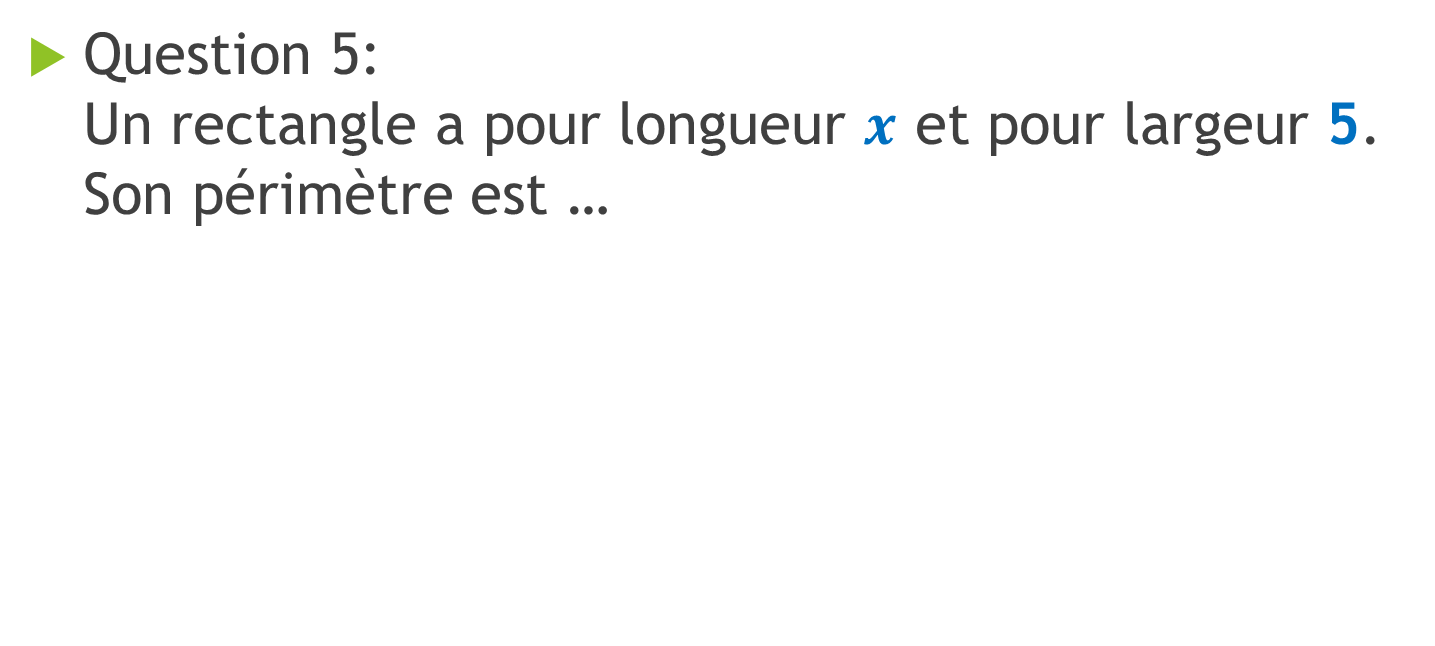 Question 5:
Un rectangle a pour longueur x et pour largeur 5.
Son périmètre est …